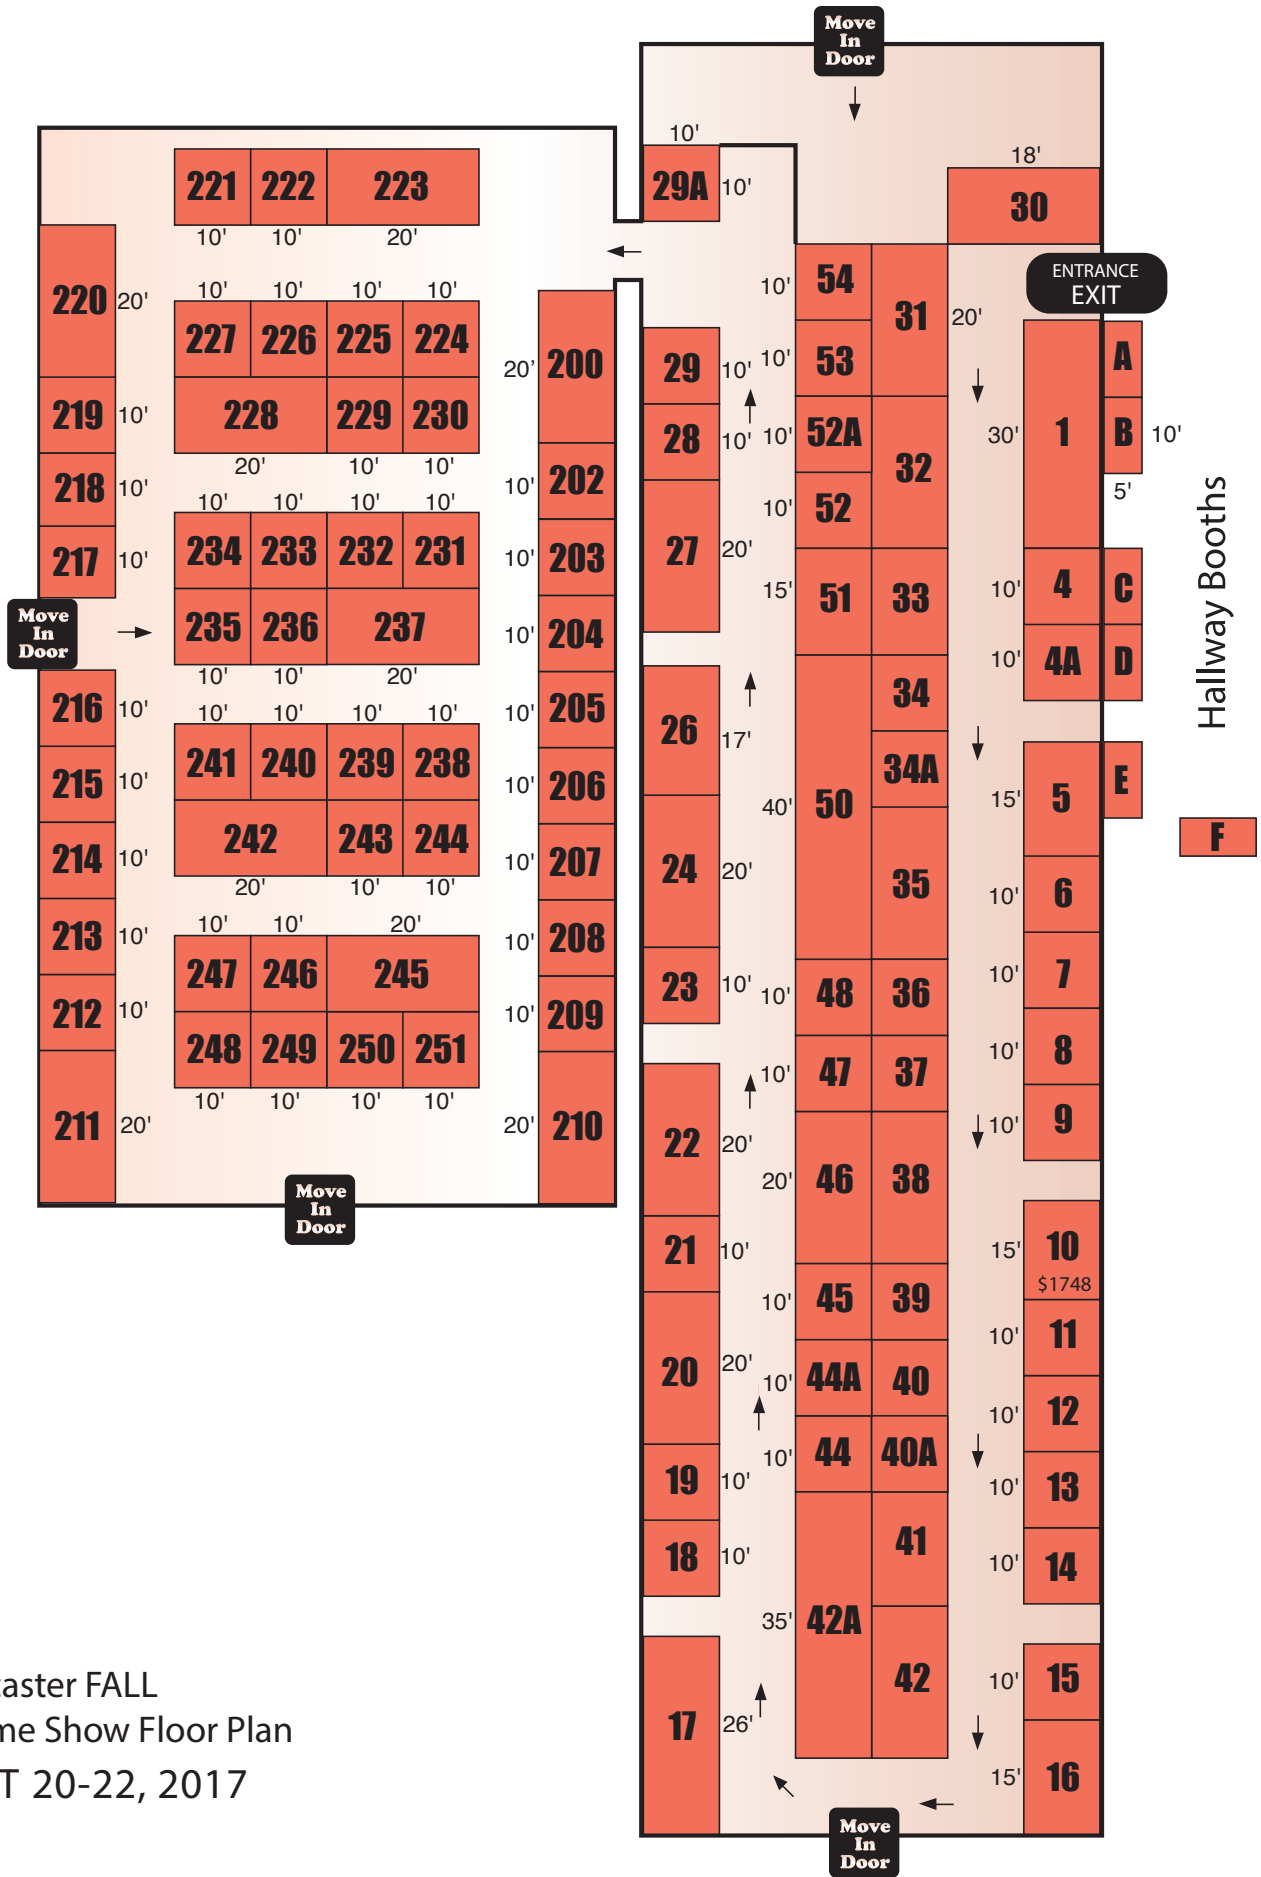 Move
In
Door
10'
29A 10'
18'
30
ENTRANCE
EXIT
221 222 223
10' 10' 20'
220 20'
10' 10' 10' 10'
227 226 225 224
219 10'
228 229 230
20' 10' 10'
218 10'
10' 10' 10' 10'
234 233 232 231
217 10'
Move
In
Door
235 236 237
10' 10' 20'
216 10'
10' 10' 10' 10'
241 240 239 238
215 10'
242 243 244
214 10'
20' 10' 10'
213 10'
10' 10' 20'
247 246 245
212 10'
248 249 250 251
10' 10' 10' 10'
211 20'
Move
In
Door
20' 200
10' 202
10' 203
10' 204
10' 205
10' 206
10' 207
10' 208
10' 209
20' 210
29 10'
28 10'
27 20'
26 17'
24 20'
23 10'
22 20'
21 10'
20 20'
19 10'
18 10'
17 26'
10' 54
10' 53
10' 52A
10' 52
15' 51
40' 50
10' 48
10' 47
20' 46
10' 45
10' 44A
10' 44
35' 42A
31 20'
32
33
34
34A
35
36
37
38
39
40
40A
41
42
30' 1
10' 4
10' 4A
15' 5
10' 6
10' 7
10' 8
10' 9
15' 10
$1748
10' 11
10' 12
10' 13
10' 14
10' 15
15' 16
A
B 10'
5'
C
D
E
F
Hallway Booths
Move
In
Door
aster FALL
me Show Floor Plan
T 20-22, 2017